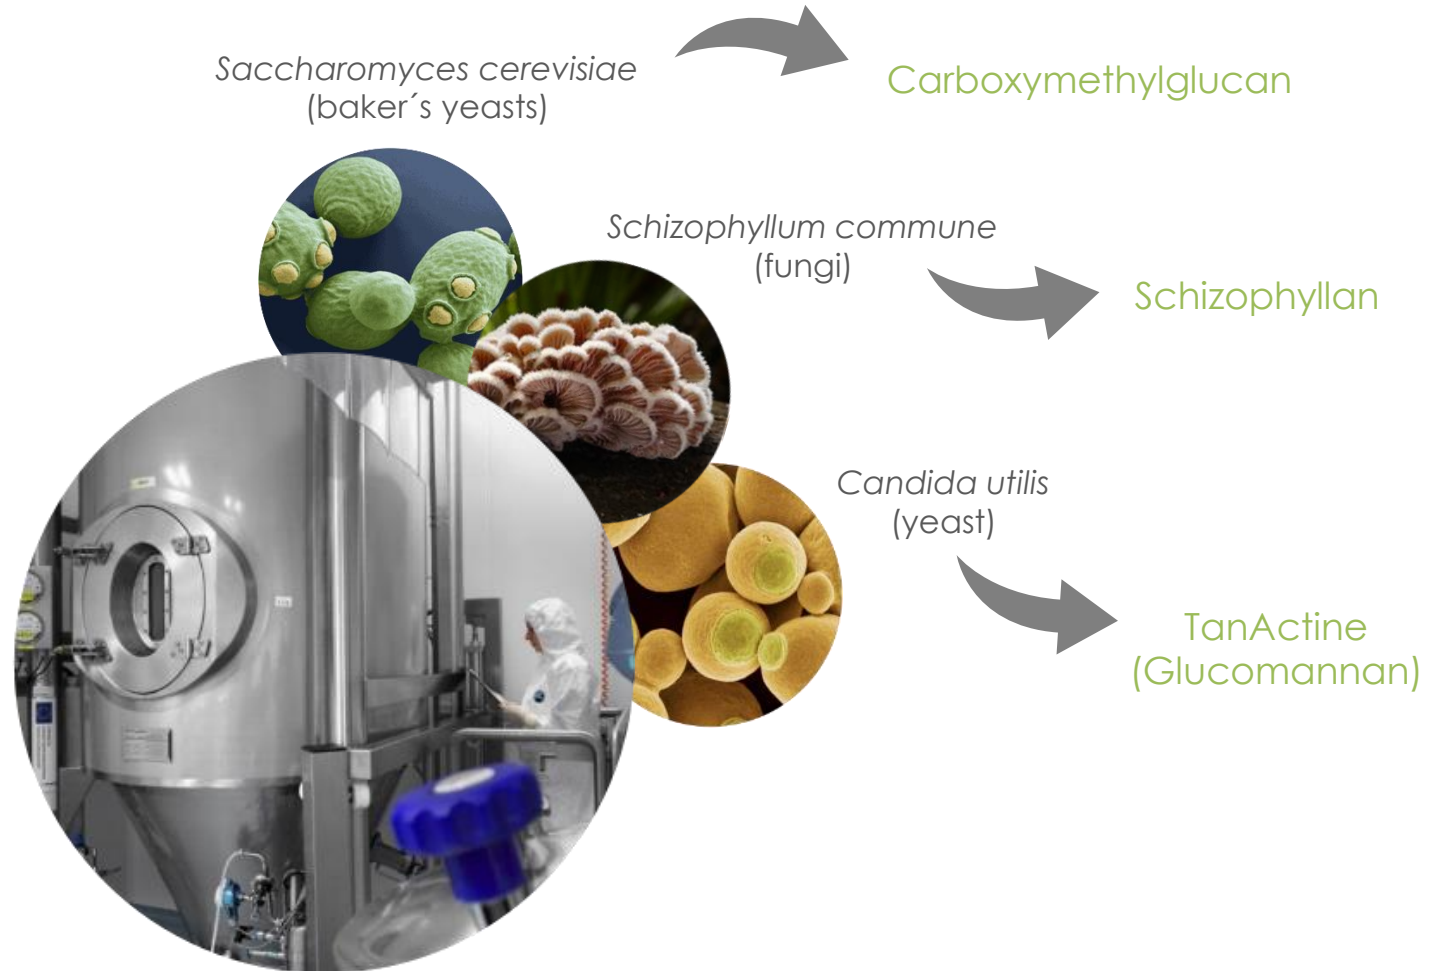 Saccharomyces cerevisiae
(baker´s yeasts)
Carboxymethylglucan
Schizophyllum commune
(fungi)
Schizophyllan
Candida utilis
(yeast)
TanActine
(Glucomannan)